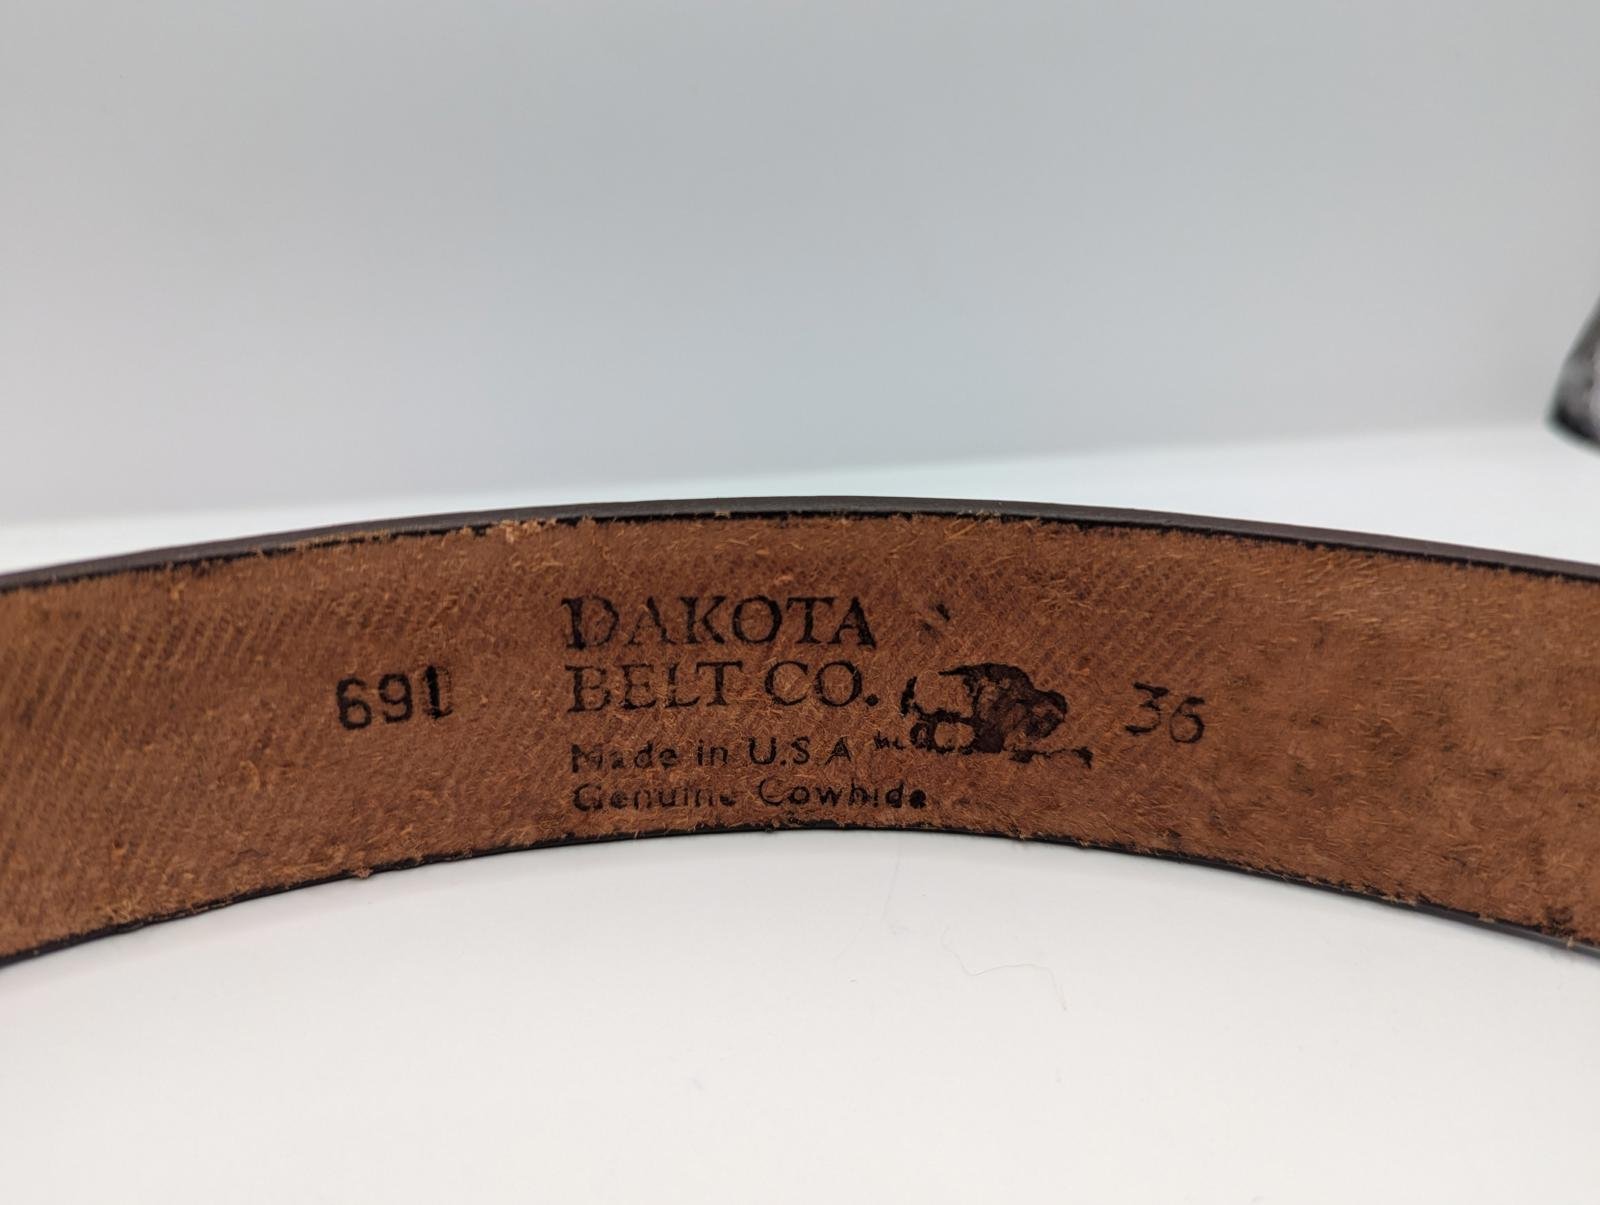 691
DAKOTA
BELT CO.
Made in U.S.A
Genuine Cowhide
36